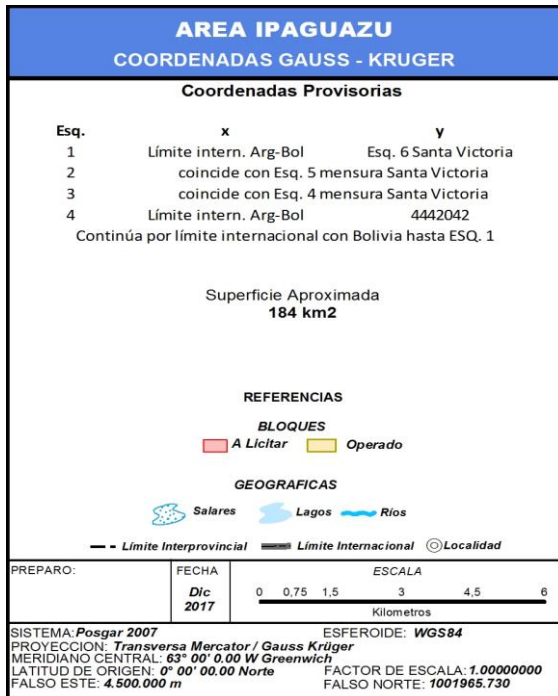 AREA IPAGUAZU
COORDENADAS GAUSS - KRUGER
Coordenadas Provisorias
Esq. x y
1 Límite intern. Arg-Bol Esq. 6 Santa Victoria
2 coincide con Esq. 5 mensura Santa Victoria
3 coincide con Esq. 4 mensura Santa Victoria
4 Límite intern. Arg-Bol 4442042
Continúa por límite internacional con Bolivia hasta ESQ. 1
Superficie Aproximada
184 km2
REFERENCIAS
BLOQUES
A Licitar Operado
GEOGRAFICAS
Salares Lagos Ríos
Límite Interprovincial Límite Internacional Localidad
PREPARO: FECHA ESCALA
Dic
2017
0 0,75 1,5 3 4,5 6
Kilometros
SISTEMA: Posgar 2007 ESFEROIDE: WGS84
PROYECCION: Transversa Mercator / Gauss Krüger
MERIDIANO CENTRAL: 63° 00' 0.00 W Greenwich
LATITUD DE ORIGEN: 0° 00' 00.00 Norte FACTOR DE ESCALA: 1.00000000
FALSO ESTE: 4.500.000 m FALSO NORTE: 1001965.730